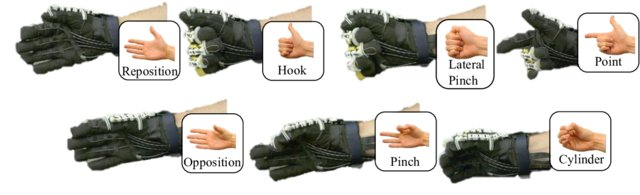 Reposition
Hook
Lateral
Pinch
Point
Opposition
Pinch
Cylinder